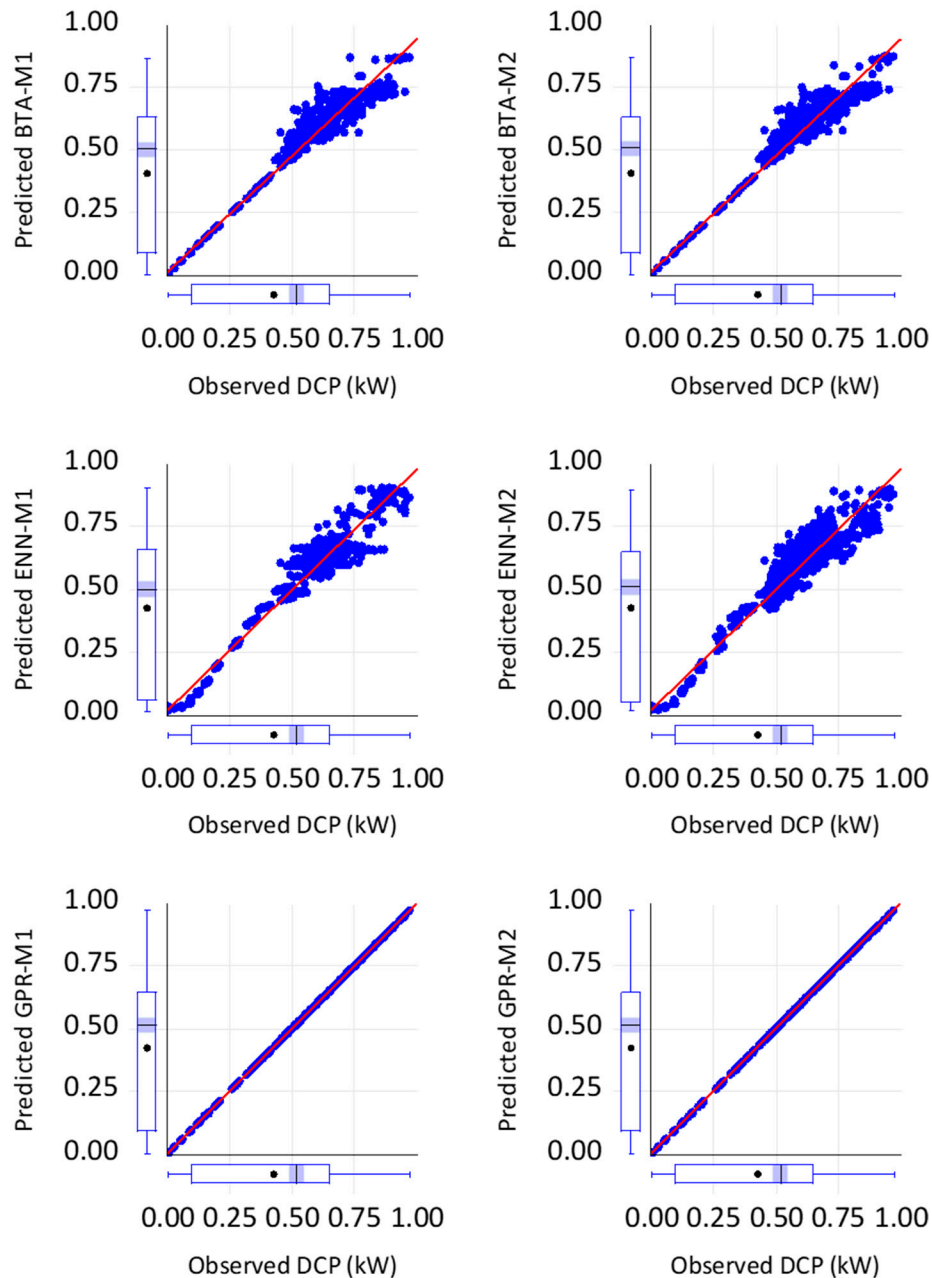 Predicted BTA-M1
1.00
0.75
0.50
0.25
0.00
0.00 0.25 0.50 0.75 1.00
Observed DCP (kW)
Predicted BTA-M2
1.00
0.75
0.50
0.25
0.00
0.00 0.25 0.50 0.75 1.00
Observed DCP (kW)
Predicted ENN-M1
1.00
0.75
0.50
0.25
0.00
0.00 0.25 0.50 0.75 1.00
Observed DCP (kW)
Predicted ENN-M2
1.00
0.75
0.50
0.25
0.00
0.00 0.25 0.50 0.75 1.00
Observed DCP (kW)
Predicted GPR-M1
1.00
0.75
0.50
0.25
0.00
0.00 0.25 0.50 0.75 1.00
Observed DCP (kW)
Predicted GPR-M2
1.00
0.75
0.50
0.25
0.00
0.00 0.25 0.50 0.75 1.00
Observed DCP (kW)